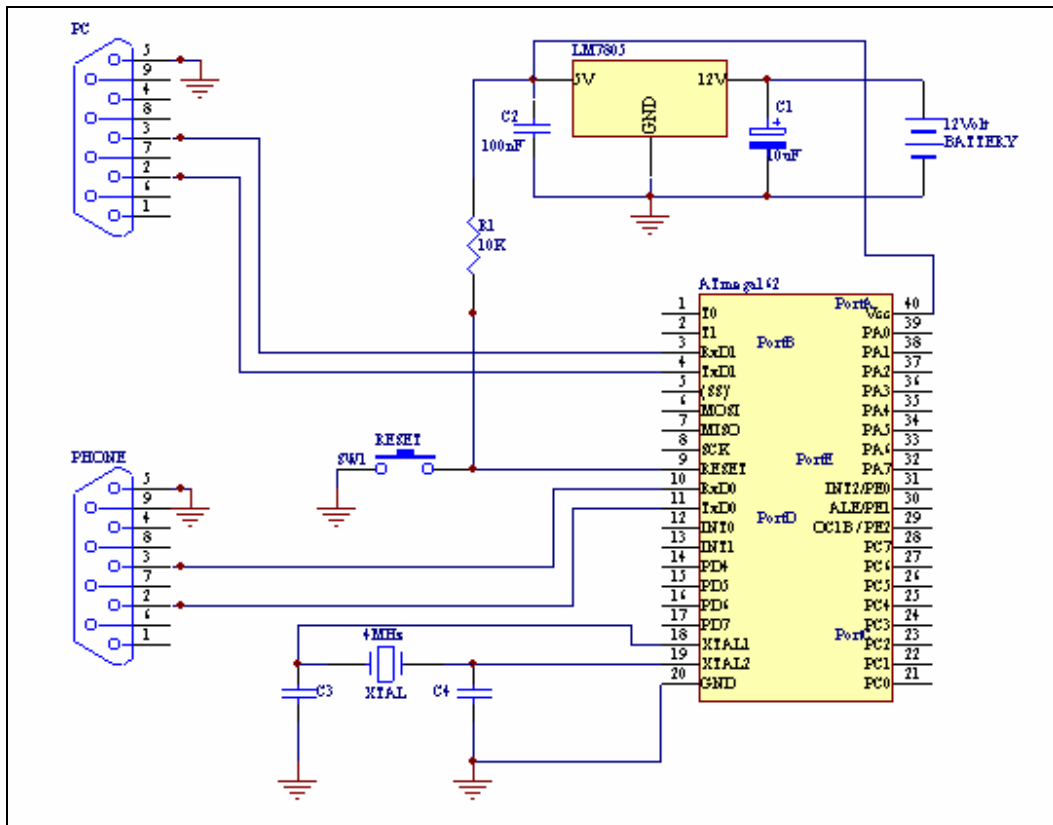 PC
5
9
4
8
3
7
2
6
1
LM7805
5V
12V
GND
C2
100nF
C1
+
10uF
12Volt
BATTERY
R1
10K
ATmega162
1 T0
2 T1
3 RxD1
4 TxD1
5 (SS)
6 MOSI
7 MISO
8 SCK
9 RESET
10 RxD0
11 TxD0
12 INT0
13 INT1
14 PD4
15 PD5
16 PD6
17 PD7
18 XTAL1
19 XTAL2
20 GND
PortA
PortB
PortE
PortD
PortC
Vcc 40
PA0 39
PA1 38
PA2 37
PA3 36
PA4 35
PA5 34
PA6 33
PA7 32
INT2/PE0 31
ALE/PE1 30
OC1B/PE2 29
PC7 28
PC6 27
PC5 26
PC4 25
PC3 24
PC2 23
PC1 22
PC0 21
RESET
SW1
PHONE
5
9
4
8
3
7
2
6
1
4MHz
XTAL
C3
C4